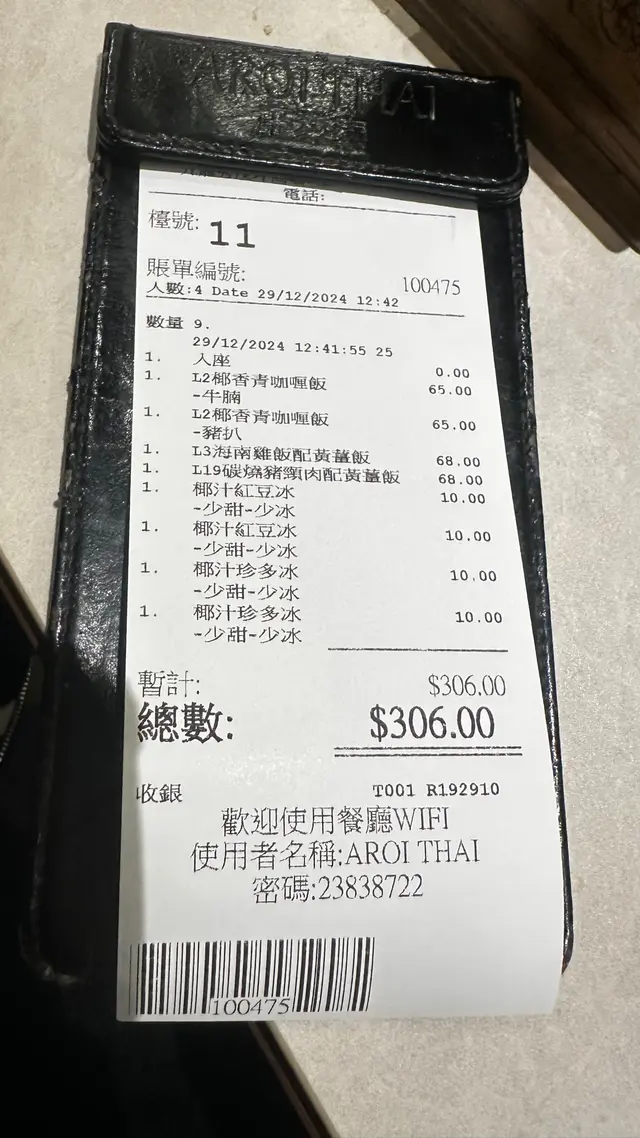 AROI THAI
電話:
檯號: 11
賬單編號: 100475
人數:4 Date 29/12/2024 12:42
數量 9.
29/12/2024 12:41:55 25
1. 入座 0.00
1. L2椰香青咖喱飯 65.00
-牛腩
1. L2椰香青咖喱飯 65.00
-豬扒
1. L3海南雞飯配黃薑飯 68.00
1. L19碳燒豬頸肉配黃薑飯 68.00
1. 椰汁紅豆冰 10.00
-少甜-少冰
1. 椰汁紅豆冰 10.00
-少甜-少冰
1. 椰汁珍多冰 10.00
-少甜-少冰
1. 椰汁珍多冰 10.00
-少甜-少冰
暫計: $306.00
總數: $306.00
收銀 T001 R192910
歡迎使用餐廳WIFI
使用者名稱:AROI THAI
密碼:23838722
100475